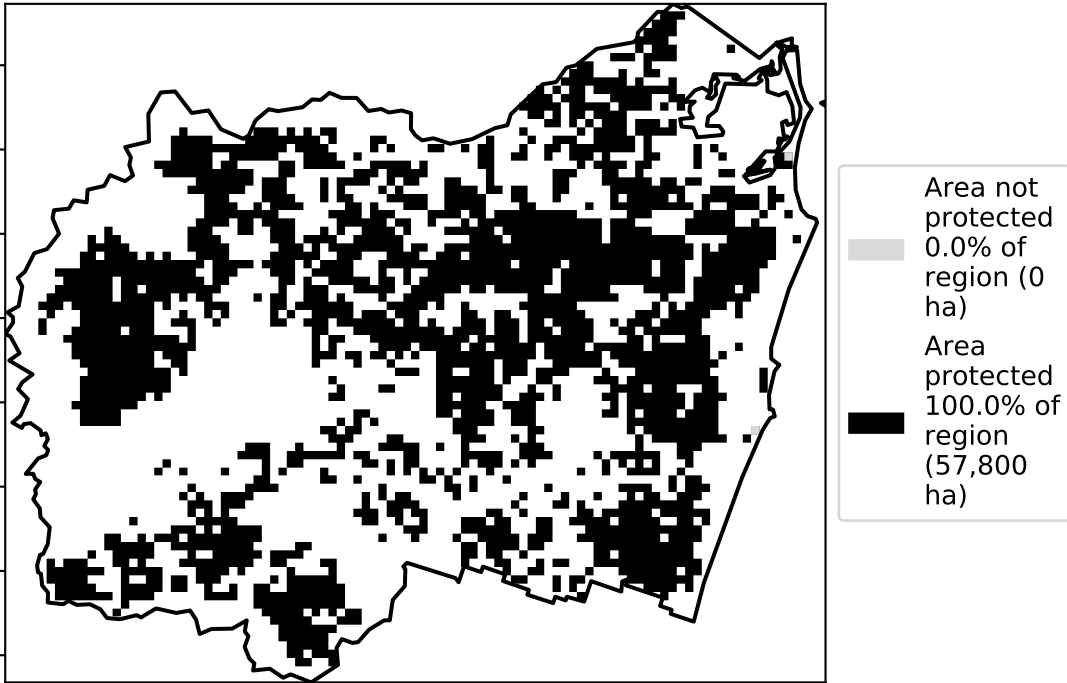 Area not
protected
0.0% of
region (0
ha)
Area
protected
100.0% of
region
(57,800
ha)